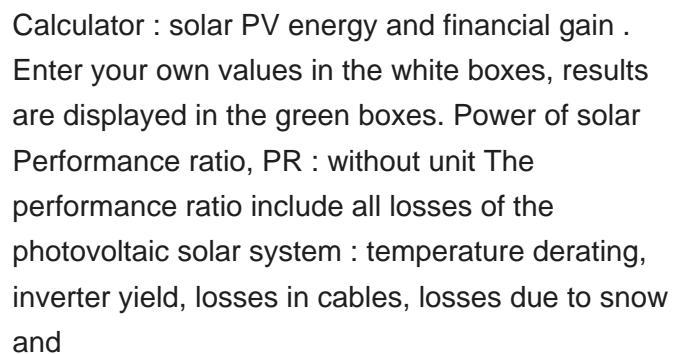 Calculator : solar PV energy and financial gain .
Enter your own values in the white boxes, results
are displayed in the green boxes. Power of solar
Performance ratio, PR : without unit The
performance ratio include all losses of the
photovoltaic solar system : temperature derating,
inverter yield, losses in cables, losses due to snow
and